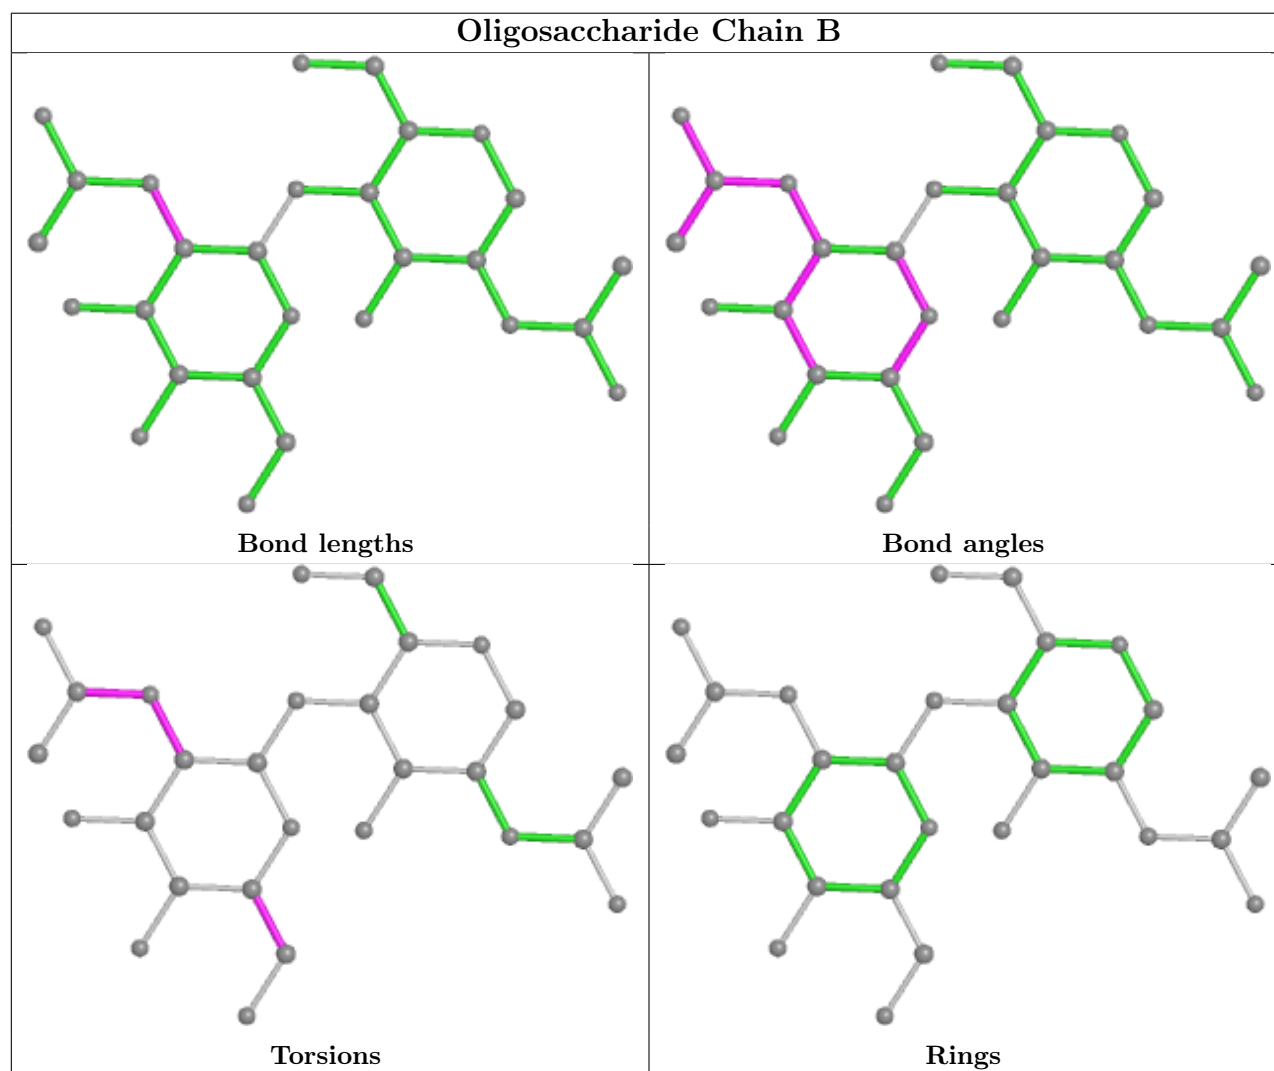 Oligosaccharide Chain B
Bond lengths
Bond angles
Torsions
Rings